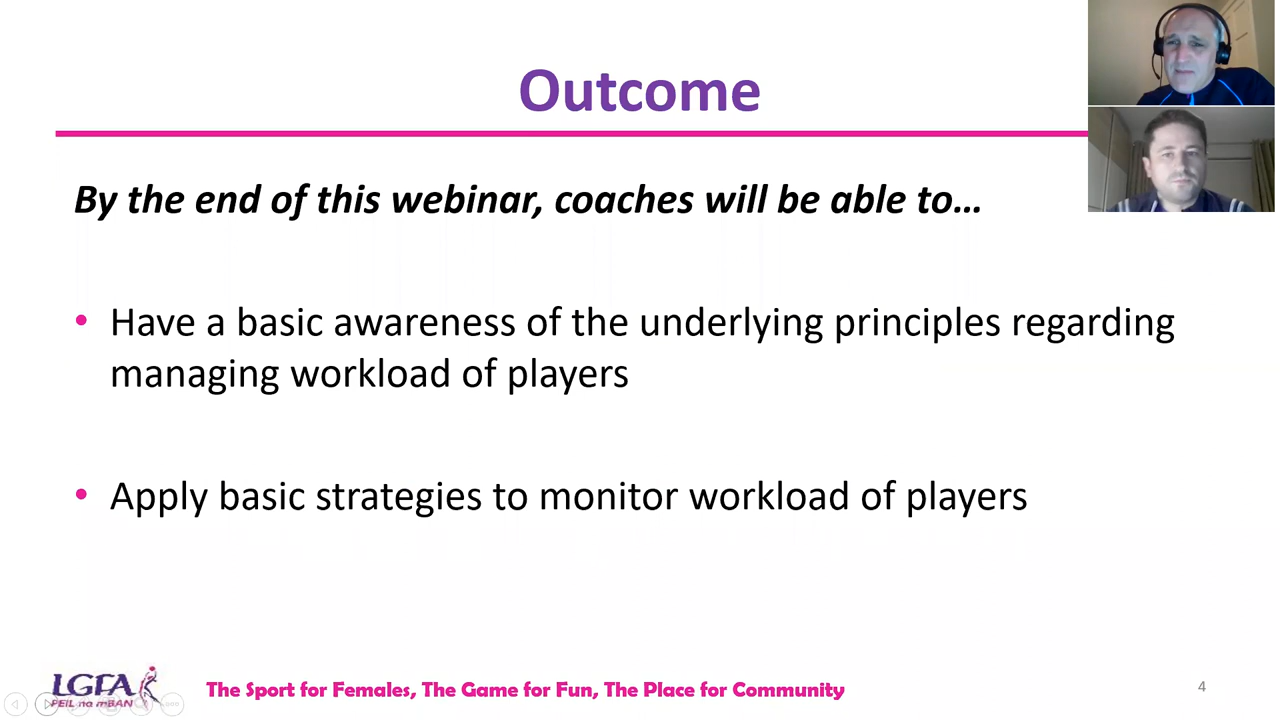 Outcome
By the end of this webinar, coaches will be able to...
• Have a basic awareness of the underlying principles regarding
managing workload of players
• Apply basic strategies to monitor workload of players
LGFA
PEIL na mBAN
The Sport for Females, The Game for Fun, The Place for Community
4